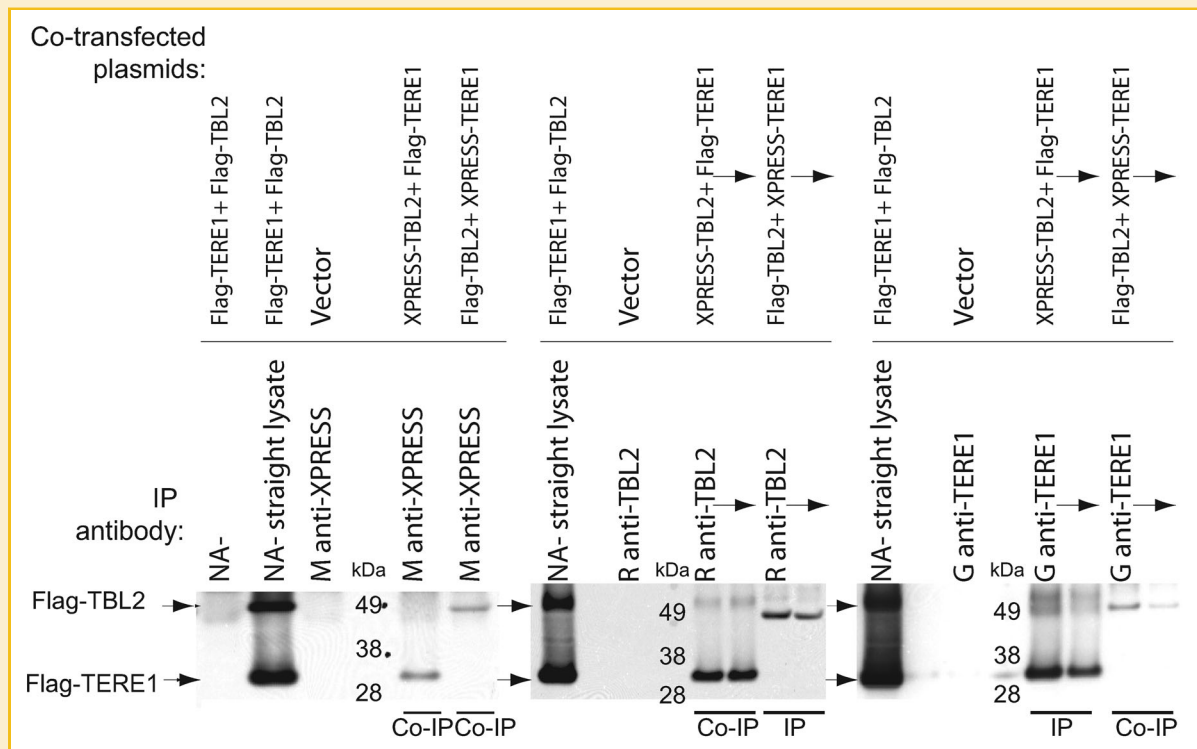 Co-transfected
plasmids:
Flag-TERE1+ Flag-TBL2
Flag-TERE1+ Flag-TBL2
Vector
XPRESS-TBL2+ Flag-TERE1
Flag-TBL2+ XPRESS-TERE1
Flag-TERE1+ Flag-TBL2
Vector
XPRESS-TBL2+ Flag-TERE1
Flag-TBL2+ XPRESS-TERE1
Flag-TERE1+ Flag-TBL2
Vector
XPRESS-TBL2+ Flag-TERE1
Flag-TBL2+ XPRESS-TERE1
IP
antibody:
NA-
NA- straight lysate
M anti-XPRESS
M anti-XPRESS
M anti-XPRESS
NA- straight lysate
R anti-TBL2
R anti-TBL2
R anti-TBL2
NA- straight lysate
G anti-TERE1
G anti-TERE1
G anti-TERE1
kDa
kDa
kDa
Flag-TBL2
49
49
49
38
38
38
Flag-TERE1
28
28
28
Co-IP Co-IP
Co-IP
IP
IP
Co-IP